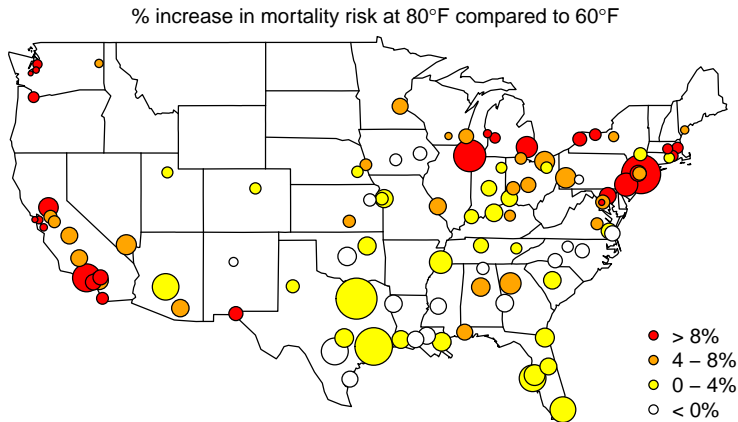 % increase in mortality risk at 80°F compared to 60°F
> 8%
4 – 8%
0 – 4%
< 0%